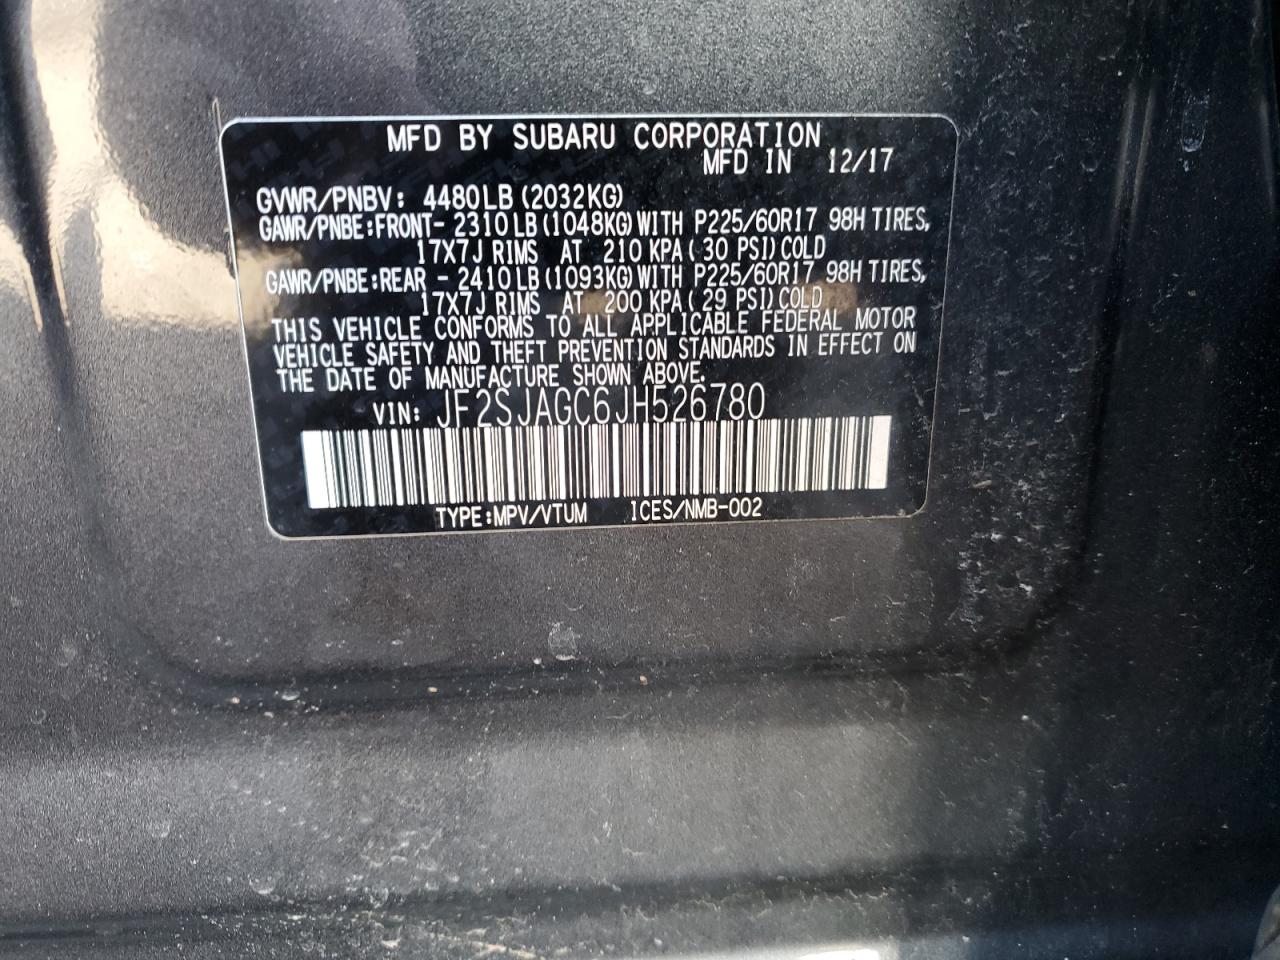 MFD BY SUBARU CORPORATION
MFD IN 12/17
GVWR/PNBV: 4480LB (2032KG)
GAWR/PNBE:FRONT- 2310LB (1048KG) WITH P225/60R17 98H TIRES,
17X7J RIMS AT 210 KPA ( 30 PSI) COLD
GAWR/PNBE:REAR - 2410LB (1093KG) WITH P225/60R17 98H TIRES,
17X7J RIMS AT 200 KPA ( 29 PSI) COLD
THIS VEHICLE CONFORMS TO ALL APPLICABLE FEDERAL MOTOR
VEHICLE SAFETY AND THEFT PREVENTION STANDARDS IN EFFECT ON
THE DATE OF MANUFACTURE SHOWN ABOVE.
VIN: JF2SJAGC6JH526780
TYPE:MPV/VTUM ICES/NMB-002